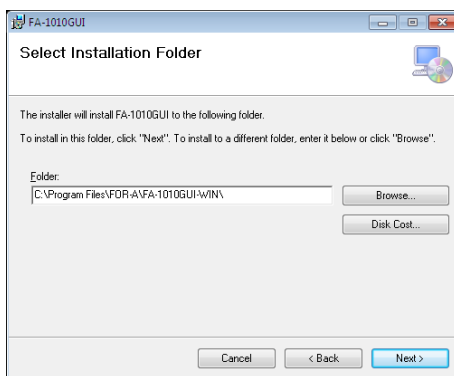 FA-1010GUI
Select Installation Folder
The installer will install FA-1010GUI to the following folder.
To install in this folder, click "Next". To install to a different folder, enter it below or click "Browse".
Folder:
C:\Program Files\FOR-A\FA-1010GUI-WIN\
Browse...
Disk Cost...
Cancel
< Back
Next >